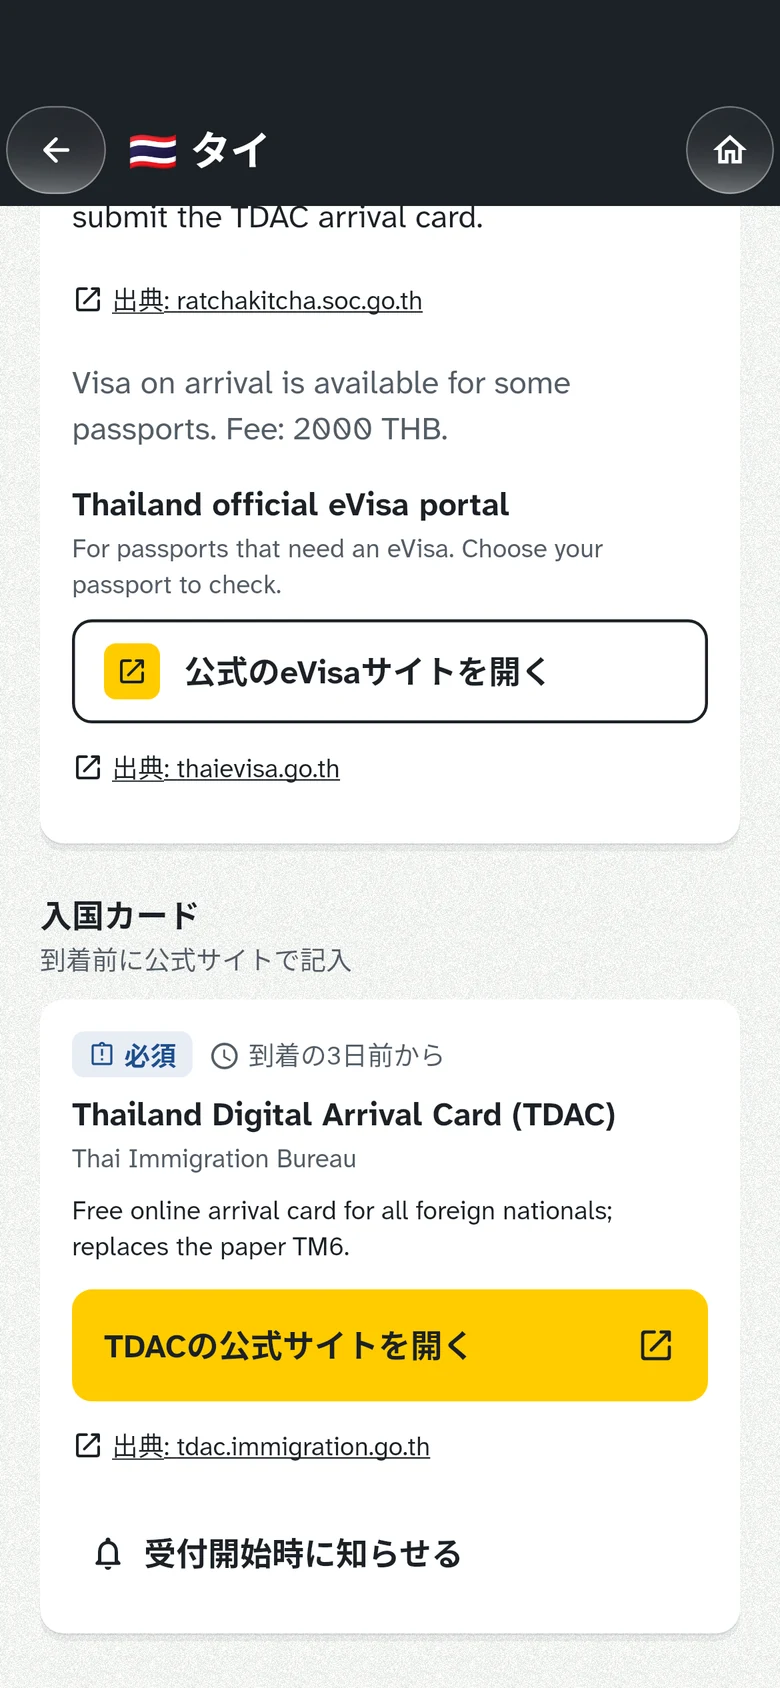 タイ
submit the TDAC arrival card.
出典: ratchakitcha.soc.go.th
Visa on arrival is available for some
passports. Fee: 2000 THB.
Thailand official eVisa portal
For passports that need an eVisa. Choose your
passport to check.
公式のeVisaサイトを開く
出典: thaievisa.go.th
入国カード
到着前に公式サイトで記入
必須 到着の3日前から
Thailand Digital Arrival Card (TDAC)
Thai Immigration Bureau
Free online arrival card for all foreign nationals;
replaces the paper TM6.
TDACの公式サイトを開く
出典: tdac.immigration.go.th
受付開始時に知らせる